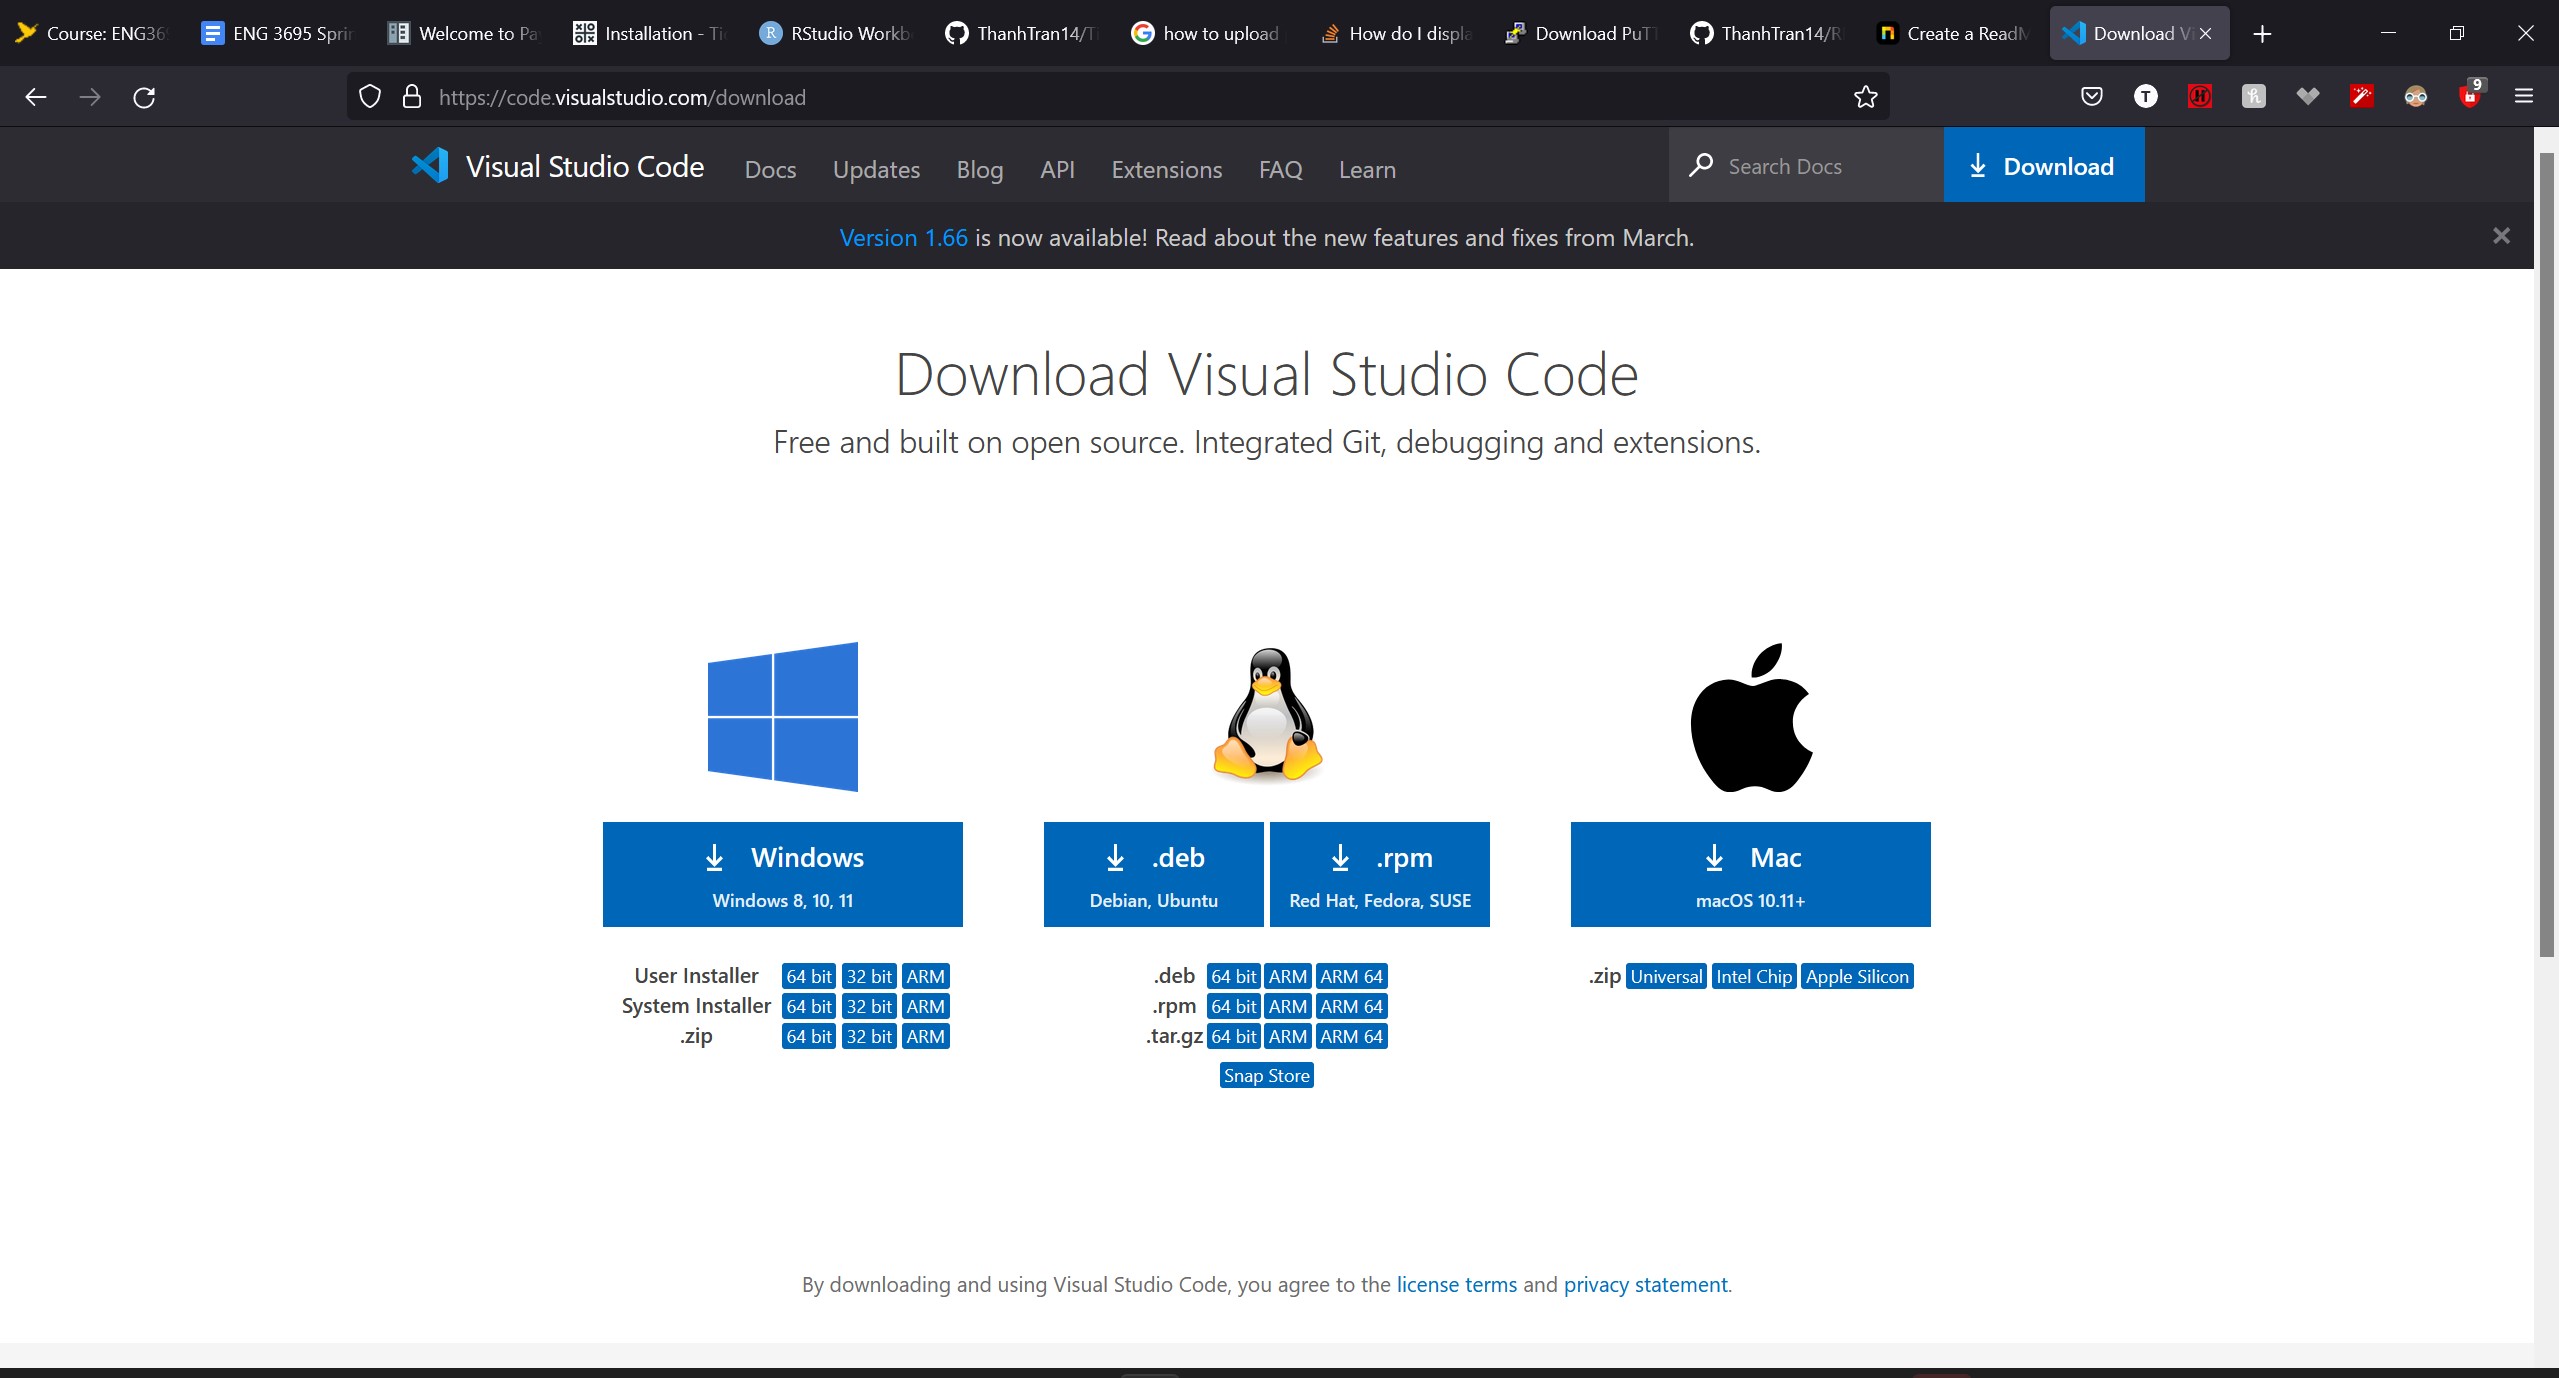 Course: ENG369
ENG 3695 Sprin
Welcome to Pa
Installation - Ti
RStudio Workb
ThanhTran14/Ti
how to upload
How do I displa
Download PuTT
ThanhTran14/R
Create a ReadM
Download Vi
https://code.visualstudio.com/download
T
9
Visual Studio Code Docs Updates Blog API Extensions FAQ Learn Search Docs Download
Version 1.66 is now available! Read about the new features and fixes from March.
Download Visual Studio Code
Free and built on open source. Integrated Git, debugging and extensions.
Windows
Windows 8, 10, 11
User Installer 64 bit 32 bit ARM
System Installer 64 bit 32 bit ARM
.zip 64 bit 32 bit ARM
.deb
Debian, Ubuntu
.rpm
Red Hat, Fedora, SUSE
.deb 64 bit ARM ARM 64
.rpm 64 bit ARM ARM 64
.tar.gz 64 bit ARM ARM 64
Snap Store
Mac
macOS 10.11+
.zip Universal Intel Chip Apple Silicon
By downloading and using Visual Studio Code, you agree to the license terms and privacy statement.